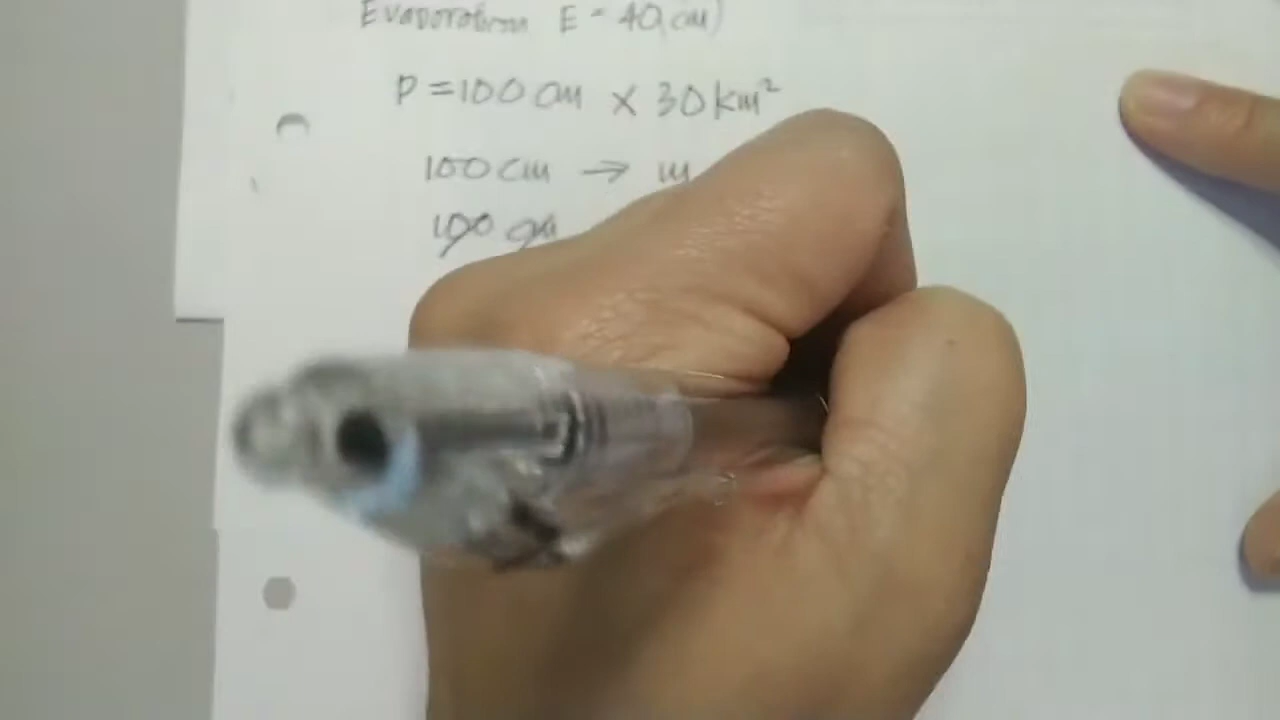 Evaporation E = 40(cm)
P = 100 cm x 30 km²
100 cm → m
100 cm